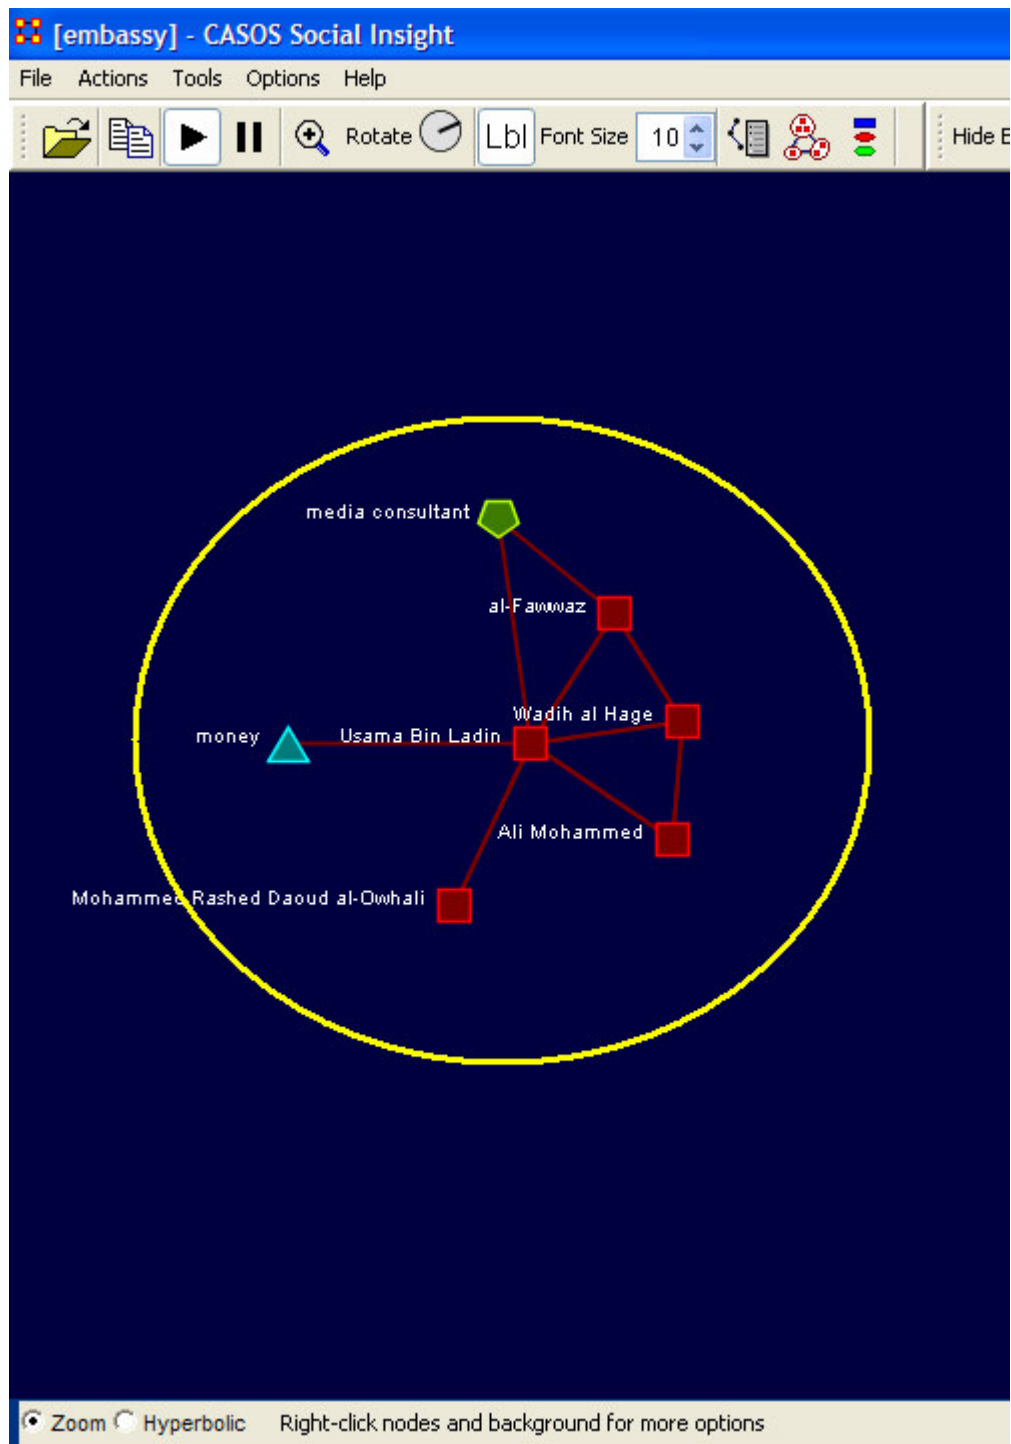 [embassy] - CASOS Social Insight
File Actions Tools Options Help
Rotate Lbl Font Size 10 Hide E
media consultant
al-Fawwaz
Wadih al Hage
money Usama Bin Ladin
Ali Mohammed
Mohammed Rashed Daoud al-Owhali
Zoom Hyperbolic Right-click nodes and background for more options